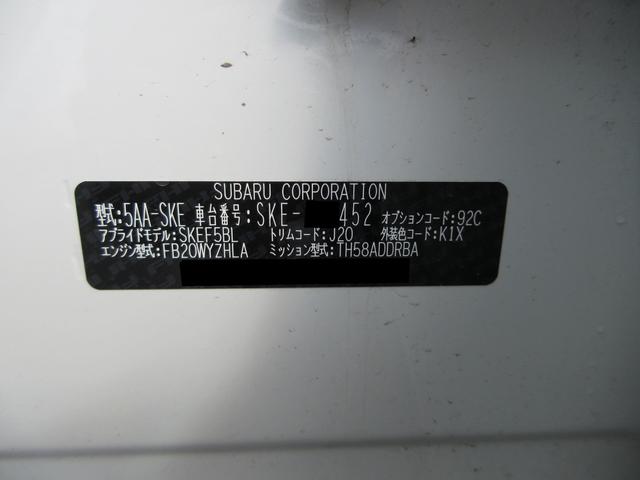 SUBARU CORPORATION
型式:5AA-SKE 車台番号:SKE- 452 オプションコード:92C
アプライドモデル:SKEF5BL トリムコード:J20 外装色コード:K1X
エンジン型式:FB20WYZHLA ミッション型式:TH58ADDRBA